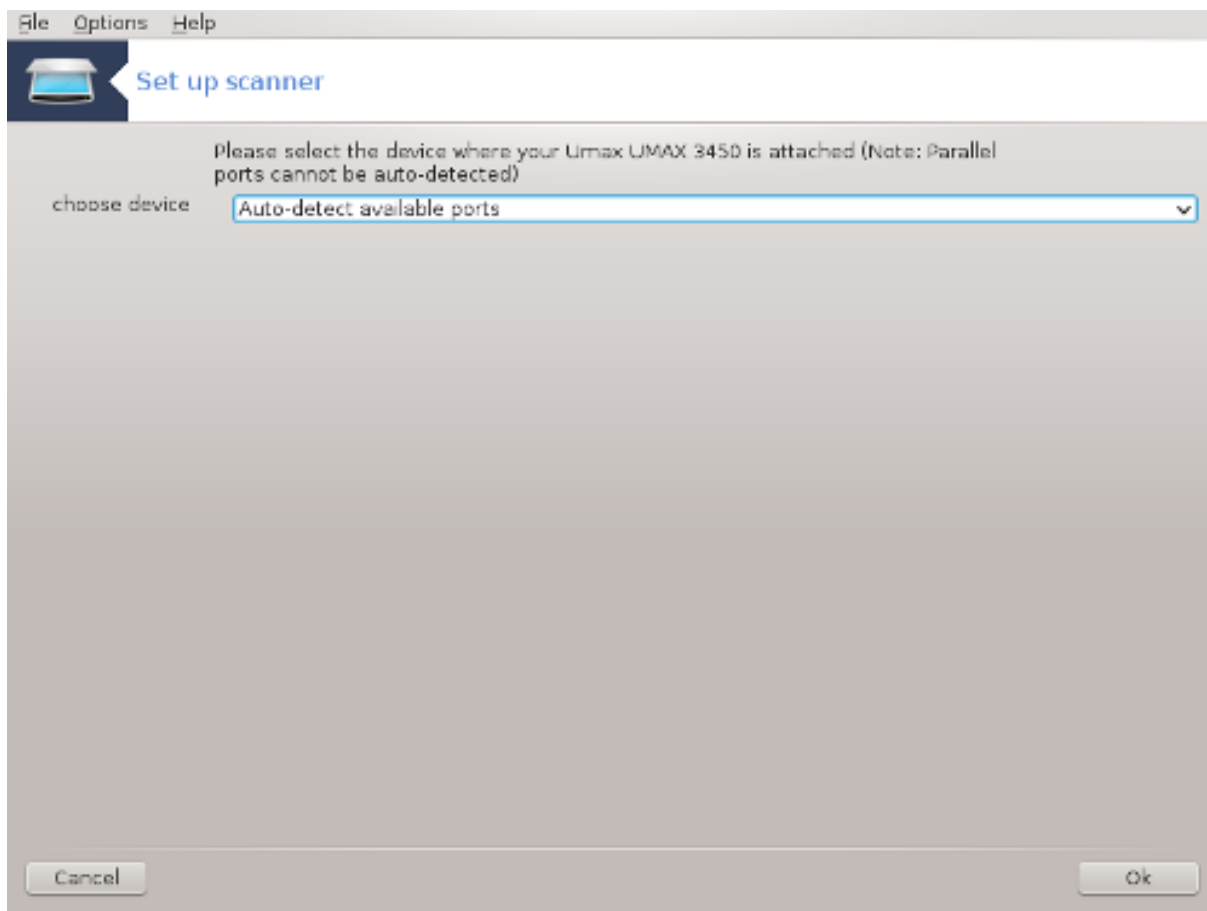 File Options Help
Set up scanner
Please select the device where your Umax UMAX 3450 is attached (Note: Parallel
ports cannot be auto-detected)
choose device
Auto-detect available ports
Cancel
Ok